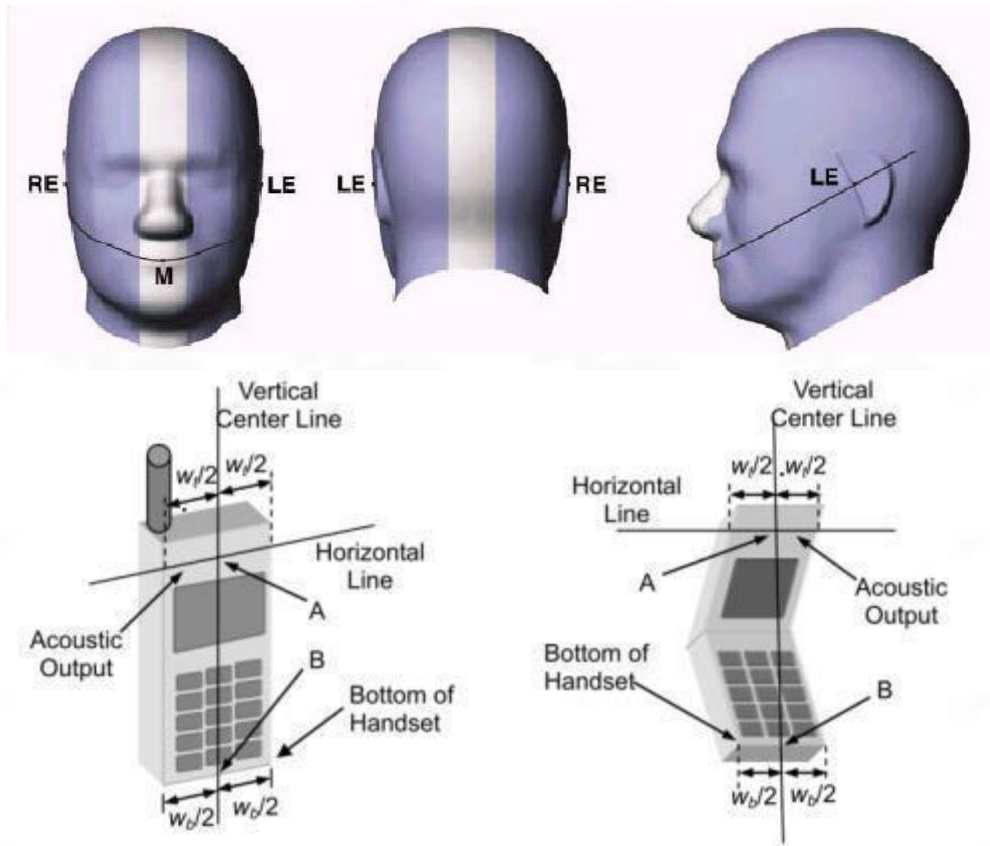 RE
LE
M
LE
RE
LE
Vertical
Center Line
wt/2
wt/2
Horizontal
Line
A
Acoustic
Output
B
Bottom of
Handset
wb/2
wb/2
Vertical
Center Line
wt/2
wt/2
Horizontal
Line
A
Acoustic
Output
Bottom of
Handset
B
wb/2
wb/2